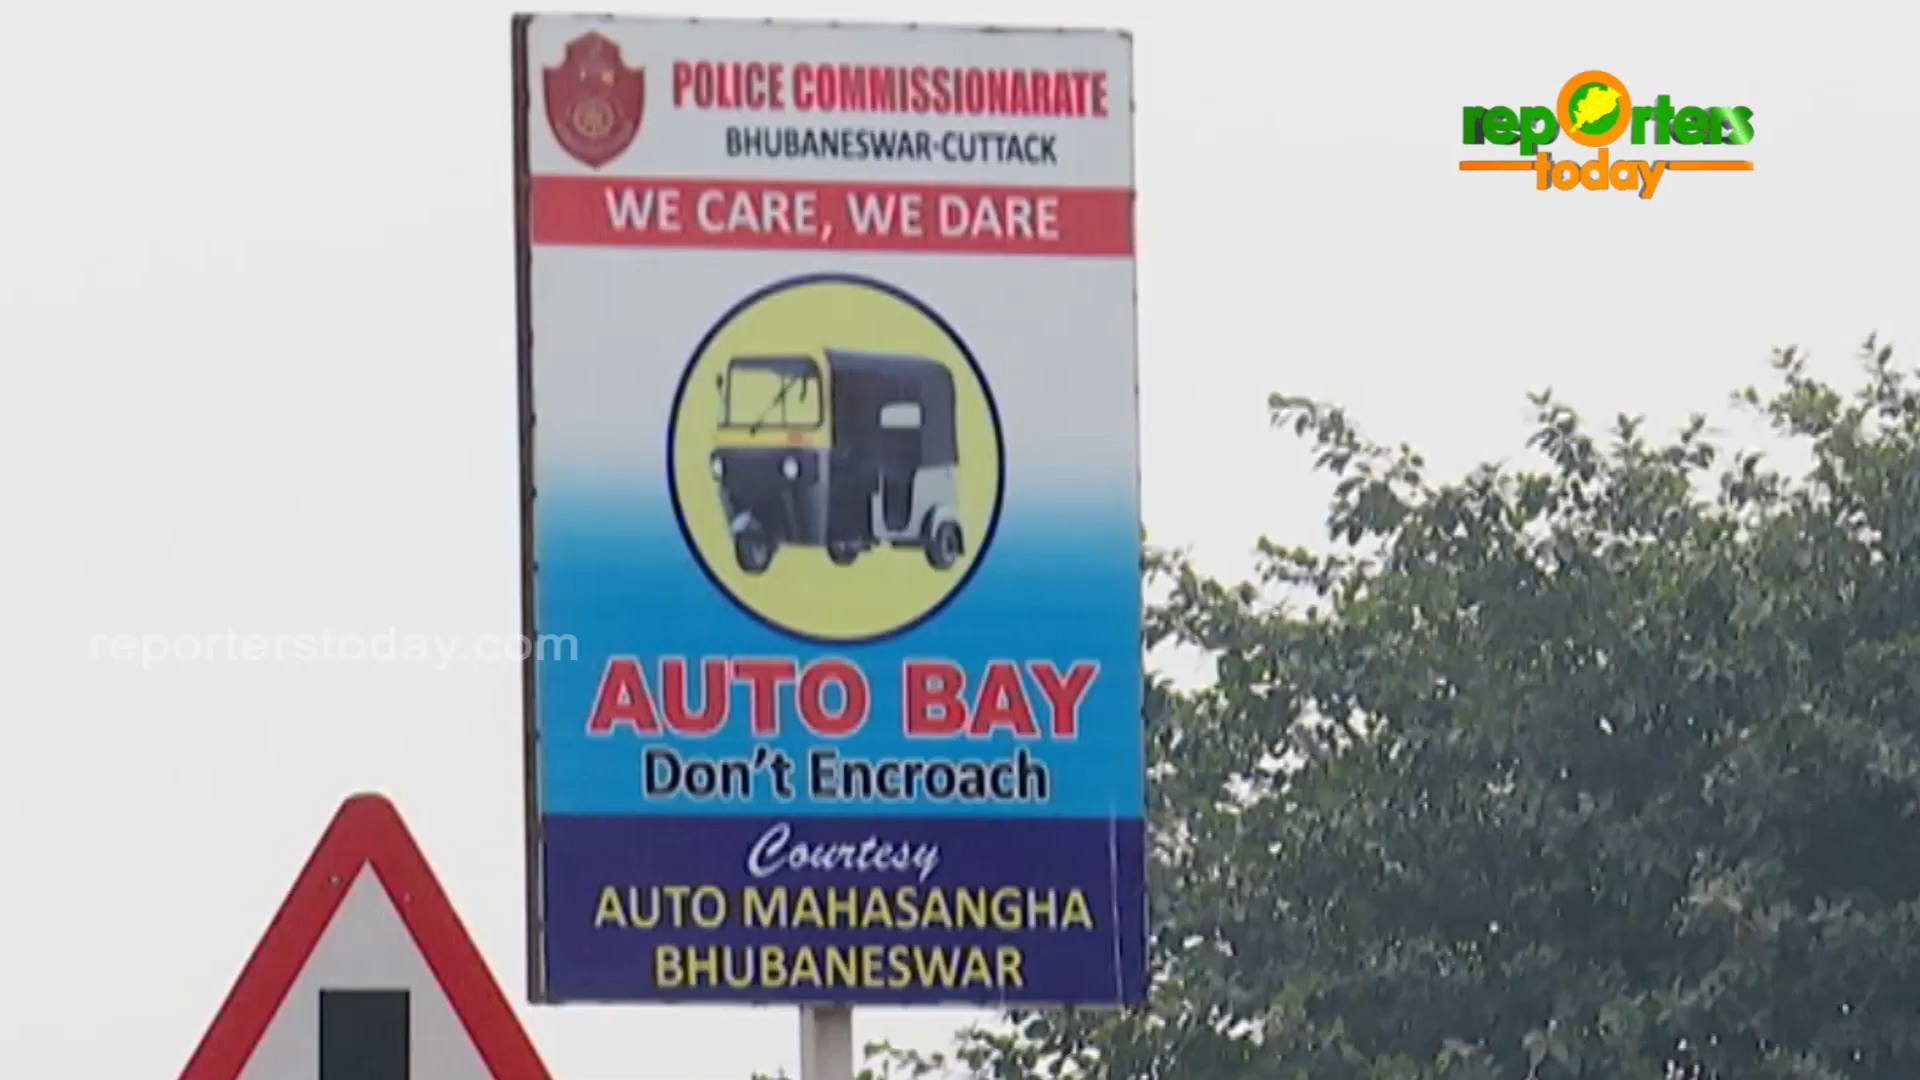 POLICE COMMISSIONARATE
BHUBANESWAR-CUTTACK
WE CARE, WE DARE
AUTO BAY
Don't Encroach
Courtesy
AUTO MAHASANGHA
BHUBANESWAR
reporters
today
reporterstoday.com